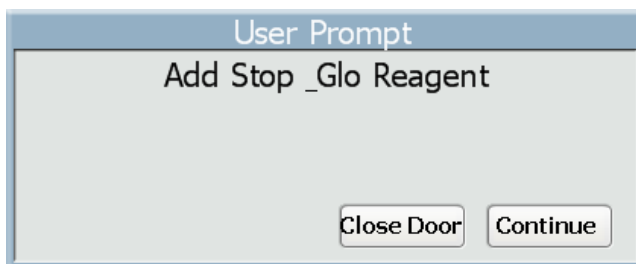 User Prompt
Add Stop _Glo Reagent
Close Door Continue